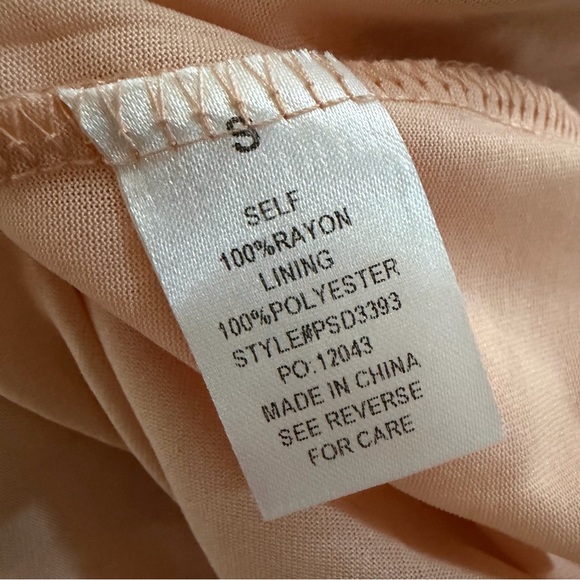 S
SELF
100%RAYON
LINING
100%POLYESTER
STYLE#PSD3393
PO:12043
MADE IN CHINA
SEE REVERSE
FOR CARE